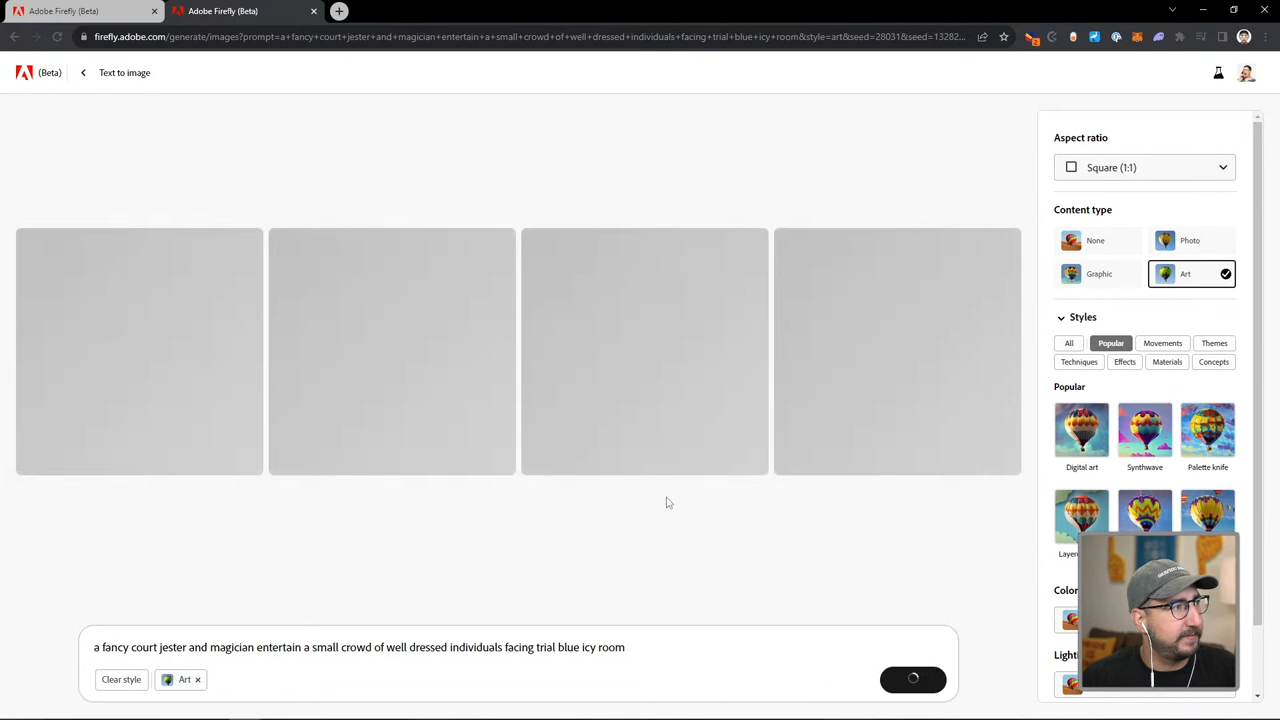 Adobe Firefly (Beta)
Adobe Firefly (Beta)
firefly.adobe.com/generate/images?prompt=a+fancy+court+jester+and+magician+entertain+a+small+crowd+of+well+dressed+individuals+facing+trial+blue+icy+room&style=art&seed=28031&seed=13282...
(Beta)
Text to image
Aspect ratio
Square (1:1)
Content type
None
Photo
Graphic
Art
Styles
All
Popular
Movements
Themes
Techniques
Effects
Materials
Concepts
Popular
Digital art
Synthwave
Palette knife
Layere
Color
Lighti
a fancy court jester and magician entertain a small crowd of well dressed individuals facing trial blue icy room
Clear style
Art